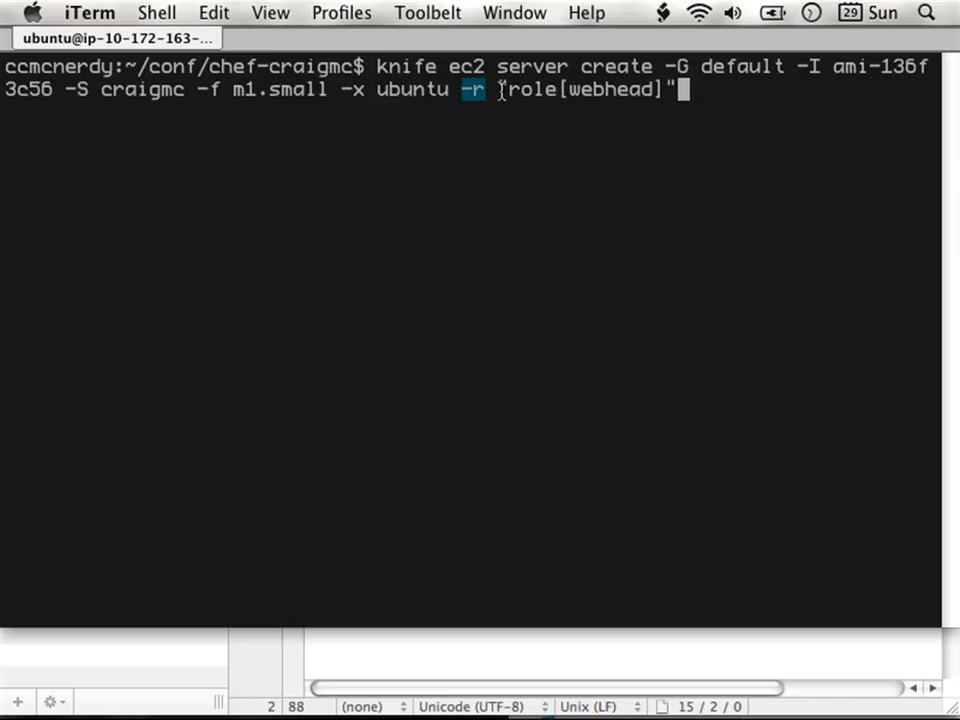 iTerm Shell Edit View Profiles Toolbelt Window Help 29 Sun
ubuntu@ip-10-172-163-...
ccmcnerdy:~/conf/chef-craigmc$ knife ec2 server create -G default -I ami-136f
3c56 -S craigmc -f m1.small -x ubuntu -r "role[webhead]"
2 88 (none) Unicode (UTF-8) Unix (LF) 15 / 2 / 0